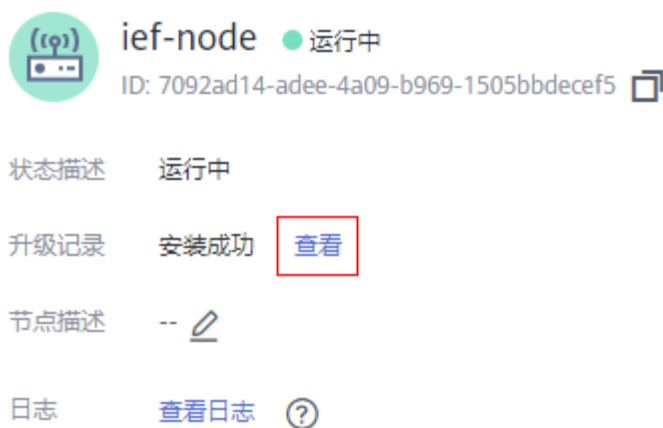 ief-node 运行中
ID: 7092ad14-adee-4a09-b969-1505bbdecef5
状态描述 运行中
升级记录 安装成功 查看
节点描述 --
日志 查看日志 ?